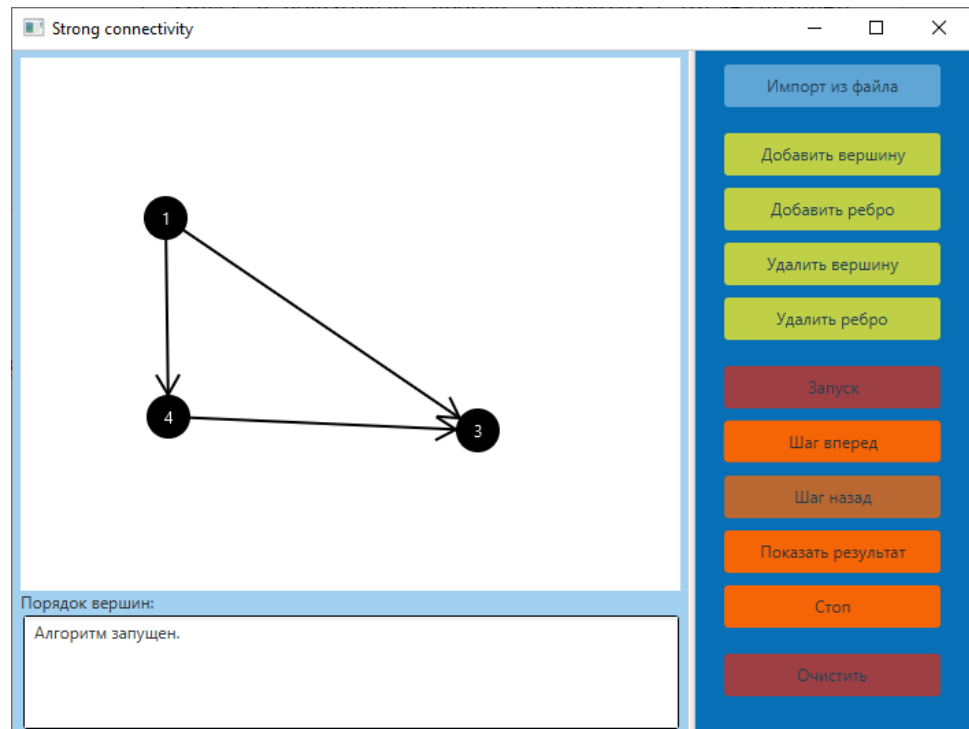 Strong connectivity
Импорт из файла
Добавить вершину
Добавить ребро
Удалить вершину
Удалить ребро
Запуск
Шаг вперед
Шаг назад
Показать результат
Стоп
Очистить
1
4
3
Порядок вершин:
Алгоритм запущен.